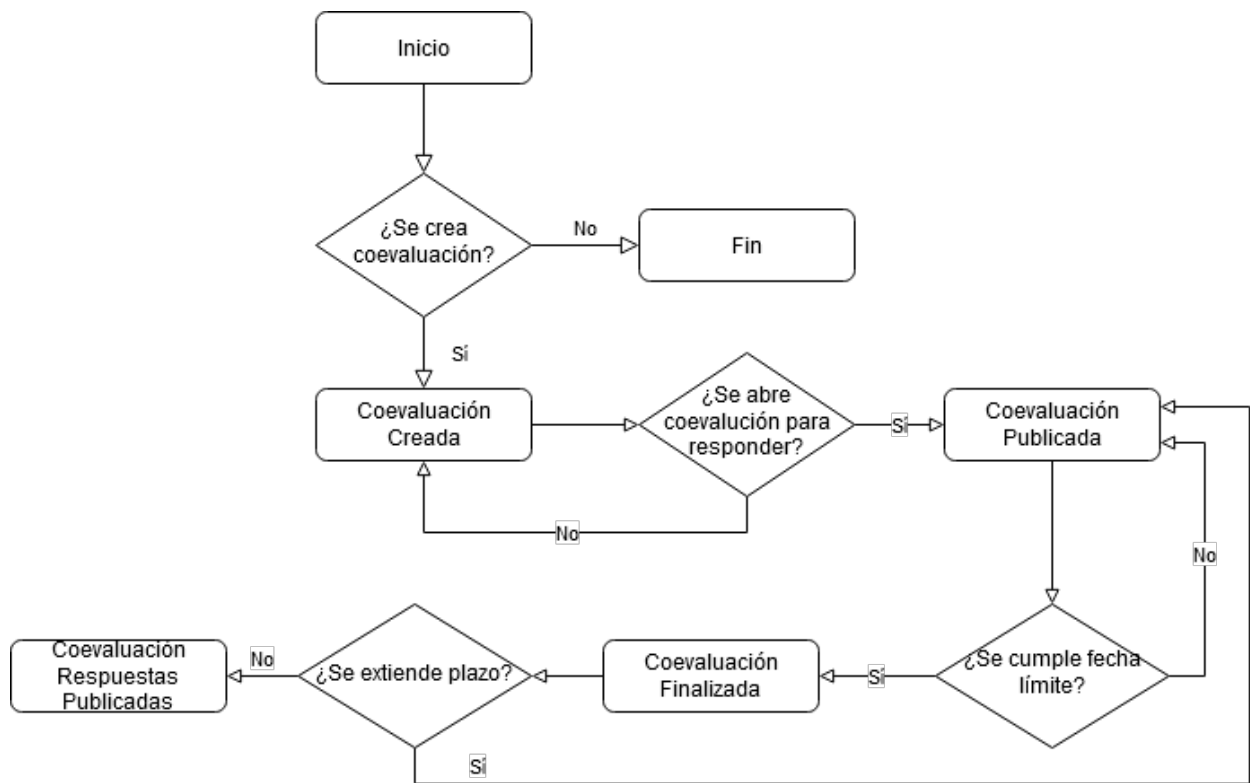 Inicio
¿Se crea
coevaluación?
No
Fin
Sí
Coevaluación
Creada
¿Se abre
coevalución para
responder?
Sí
Coevaluación
Publicada
No
No
Coevaluación
Respuestas
Publicadas
No
¿Se extiende plazo?
Coevaluación
Finalizada
Sí
¿Se cumple fecha
límite?
Sí